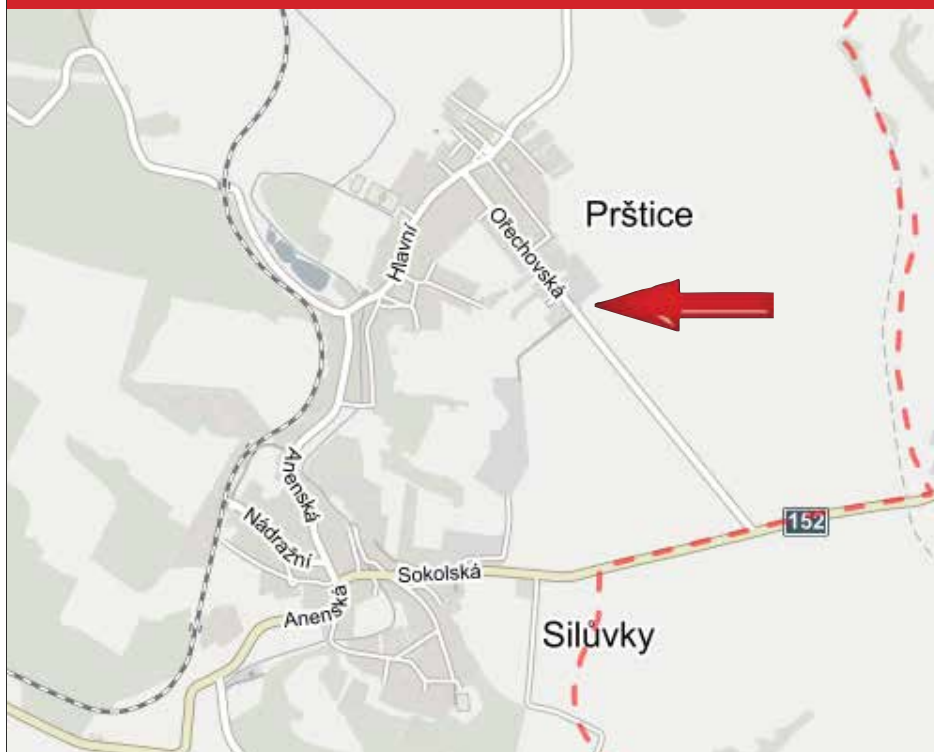 Prštice
Ořechovská
Hlavní
Anenská
Nádražní
152
Sokolská
Anenská
Silůvky